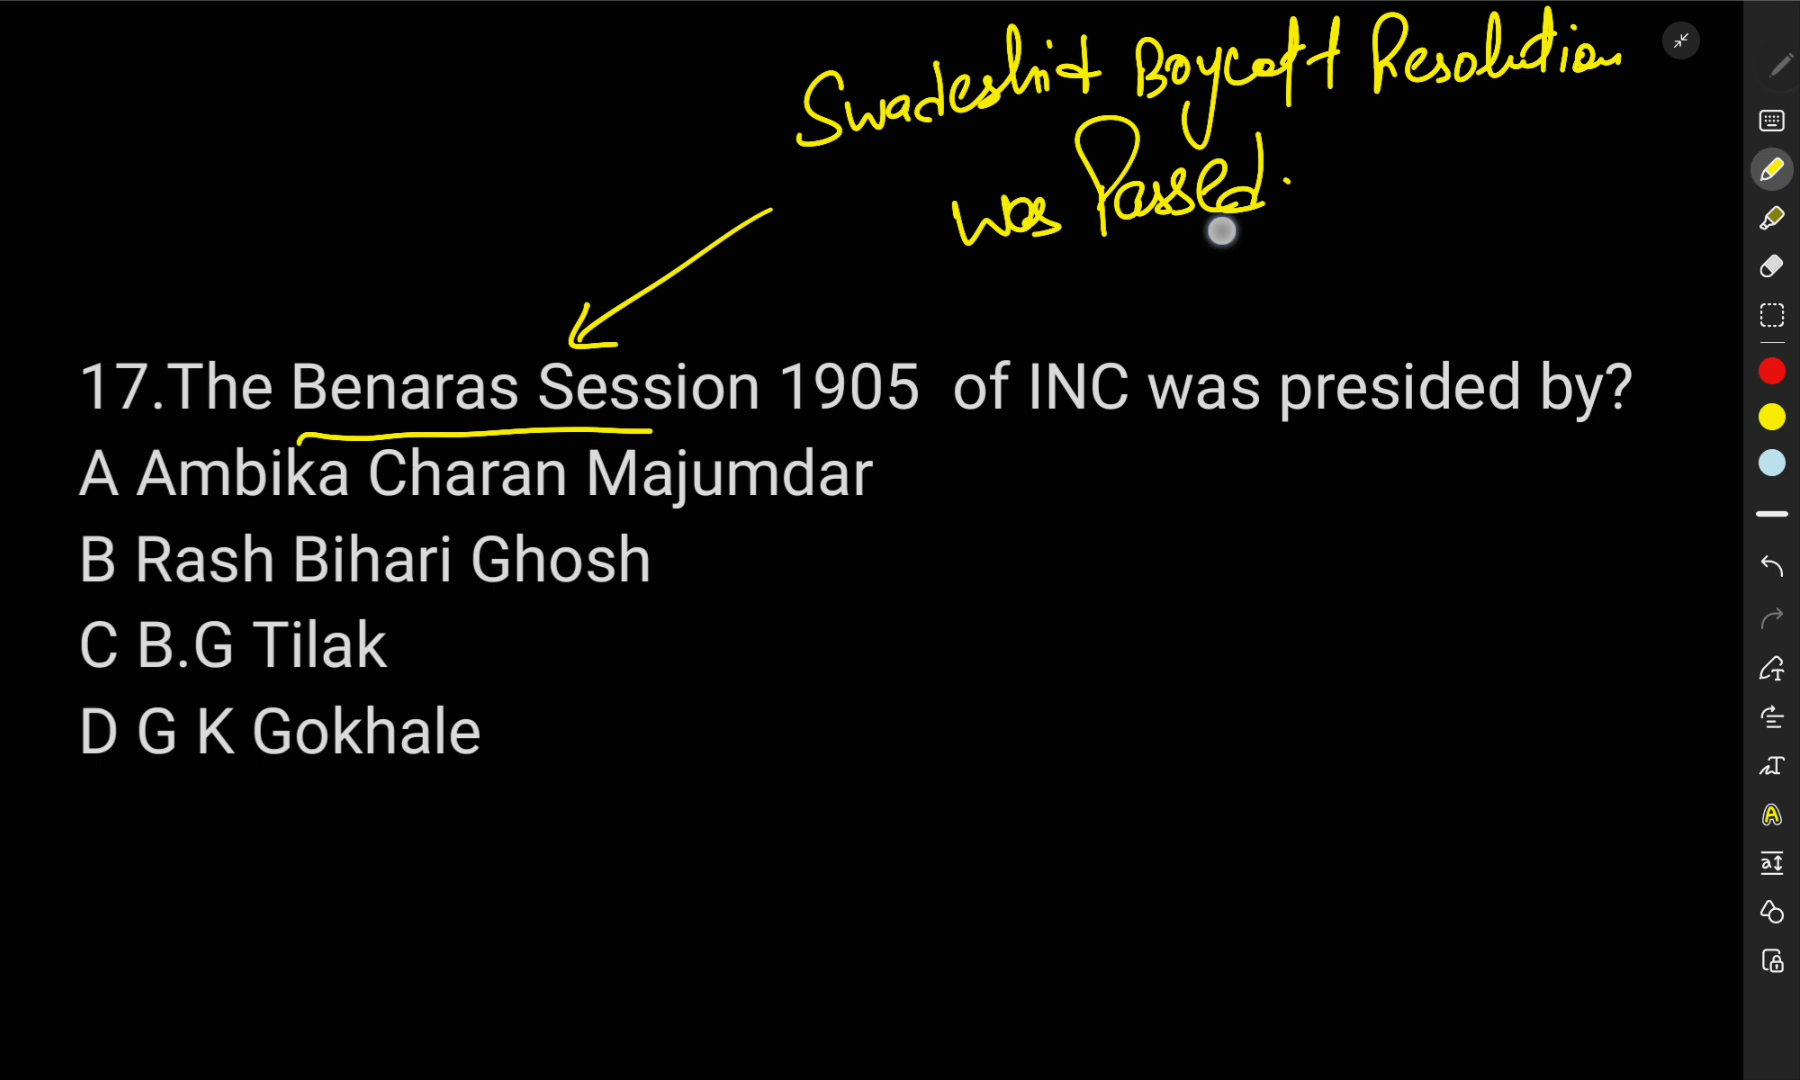 Swadeshi & Boycott Resolution
was Passed.
17.The Benaras Session 1905 of INC was presided by?
A Ambika Charan Majumdar
B Rash Bihari Ghosh
C B.G Tilak
D G K Gokhale